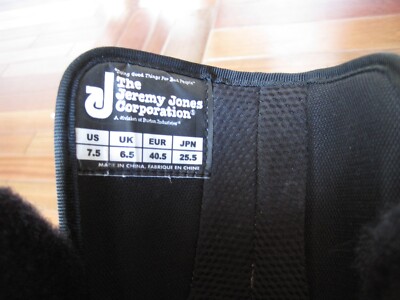 "Doing Good Things For Bad People"
The
Jeremy Jones
Corporation®
A division of Burton Industries™
US UK EUR JPN
7.5 6.5 40.5 25.5
MADE IN CHINA, FABRIQUE EN CHINE